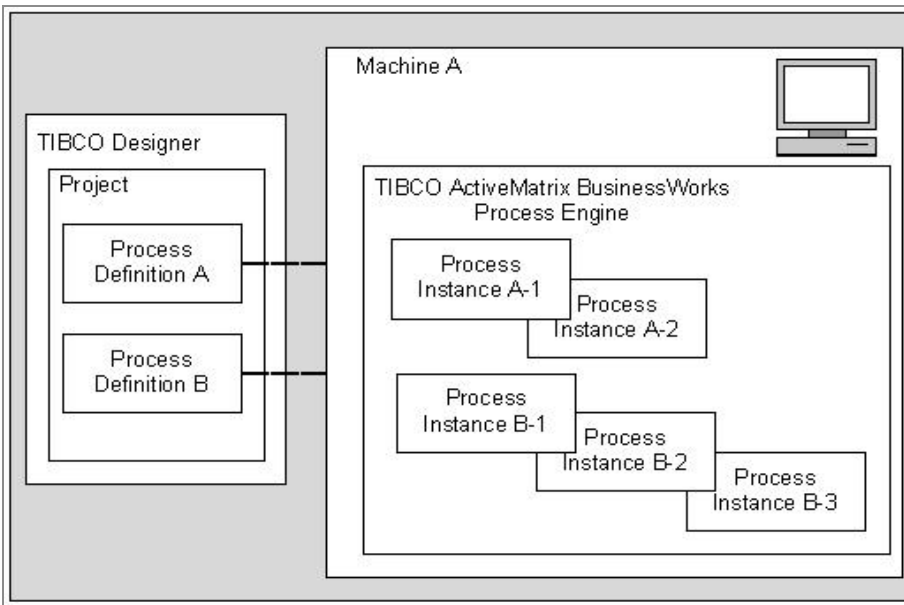 Machine A
TIBCO Designer
Project
Process
Definition A
Process
Definition B
TIBCO ActiveMatrix BusinessWorks
Process Engine
Process
Instance A-1
Process
Instance A-2
Process
Instance B-1
Process
Instance B-2
Process
Instance B-3